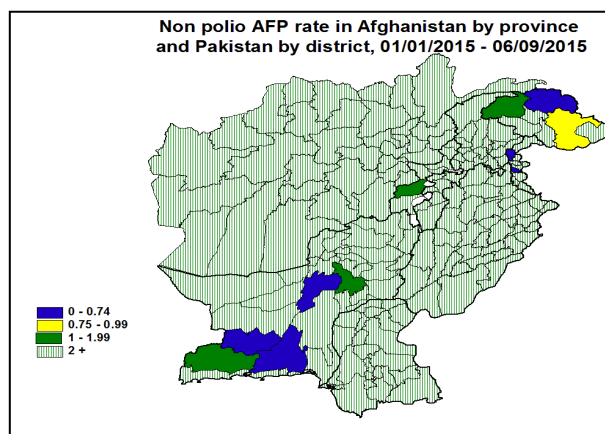 Non polio AFP rate in Afghanistan by province
and Pakistan by district, 01/01/2015 - 06/09/2015
0 - 0.74
0.75 - 0.99
1 - 1.99
2 +